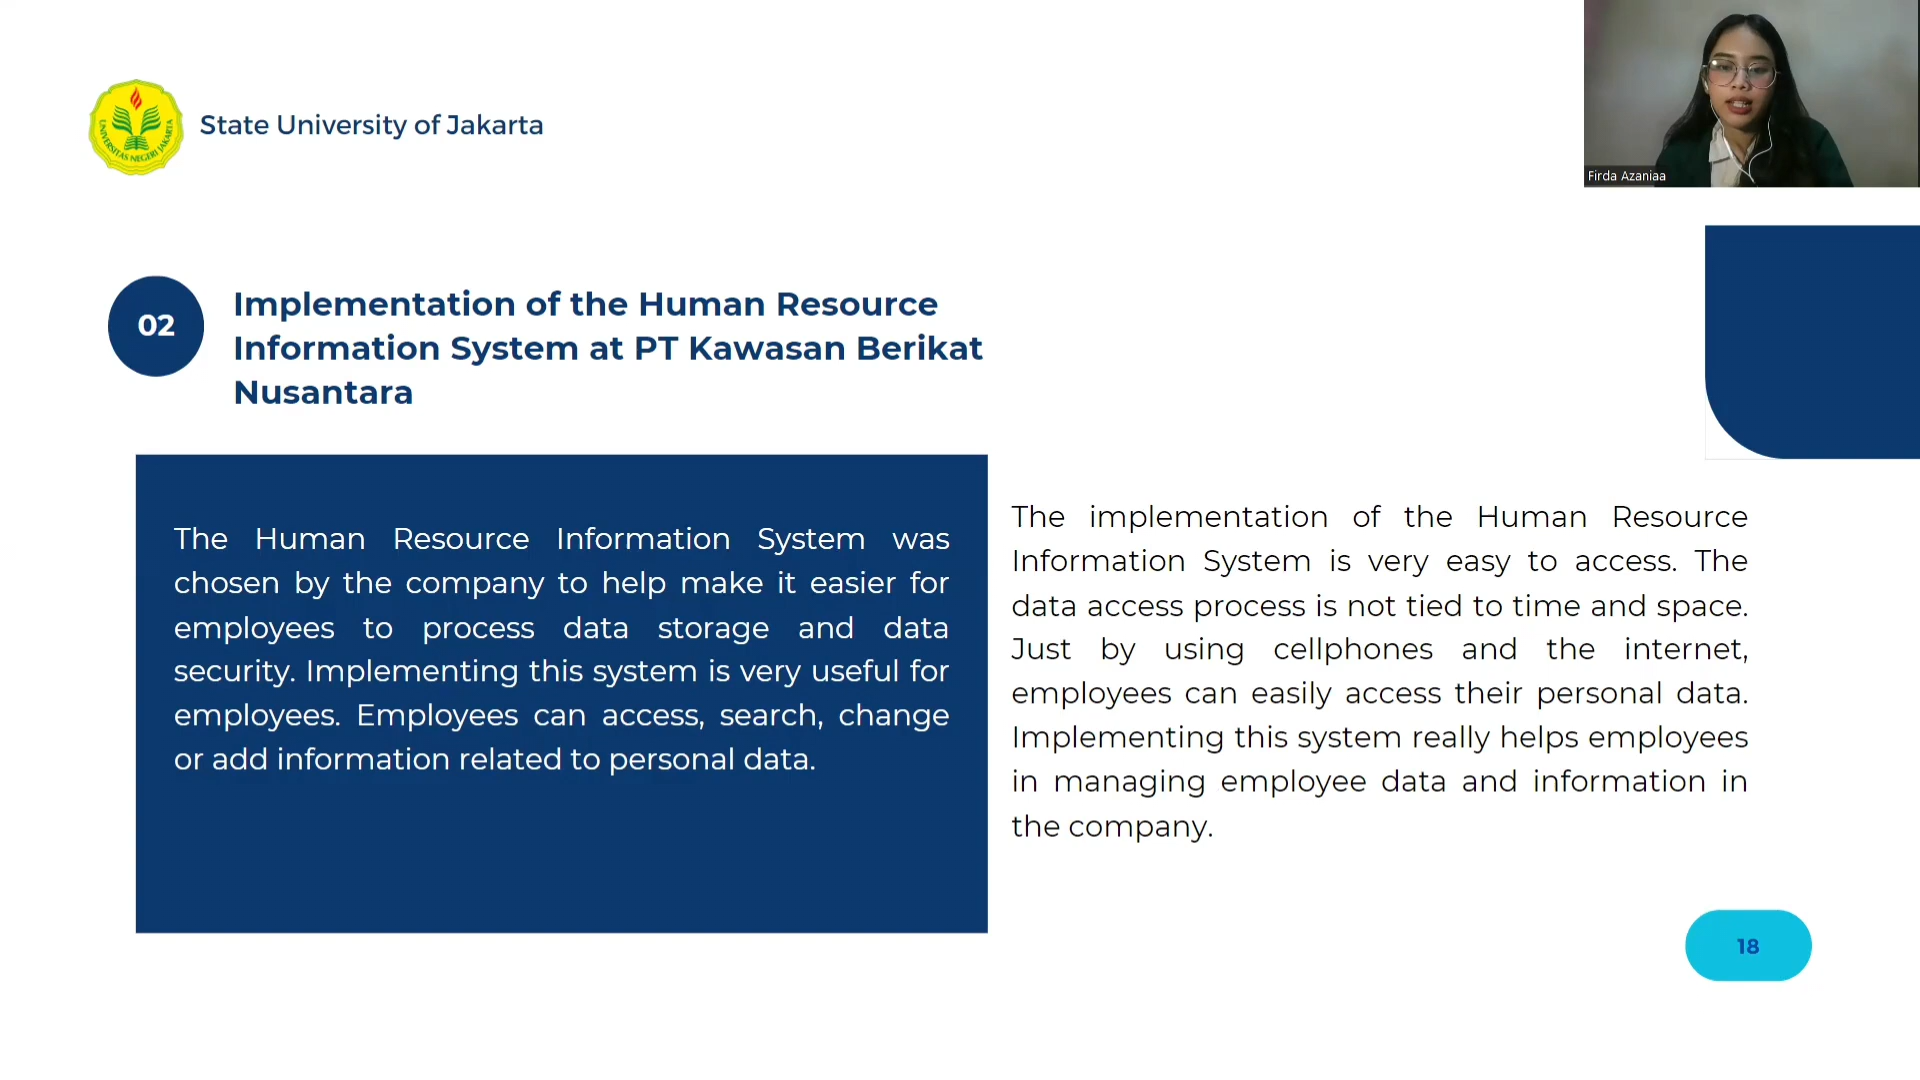 UNIVERSITAS NEGERI JAKARTA
State University of Jakarta
Firda Azaniaa
02
Implementation of the Human Resource
Information System at PT Kawasan Berikat
Nusantara
The Human Resource Information System was
chosen by the company to help make it easier for
employees to process data storage and data
security. Implementing this system is very useful for
employees. Employees can access, search, change
or add information related to personal data.
The implementation of the Human Resource
Information System is very easy to access. The
data access process is not tied to time and space.
Just by using cellphones and the internet,
employees can easily access their personal data.
Implementing this system really helps employees
in managing employee data and information in
the company.
18